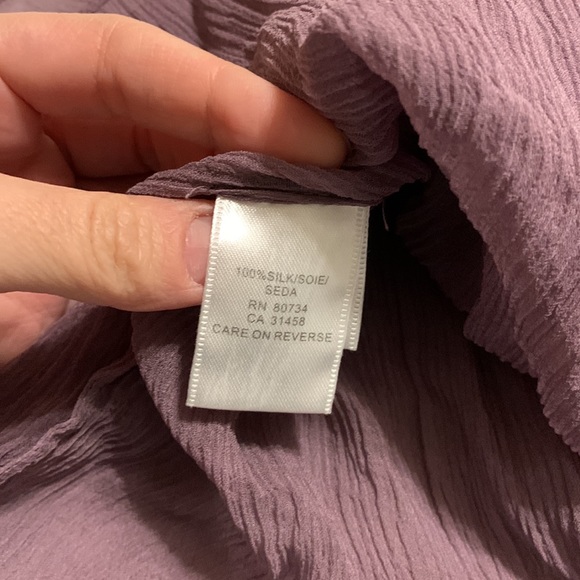 100%SILK/SOIE/
SEDA
RN 80734
CA 31458
CARE ON REVERSE